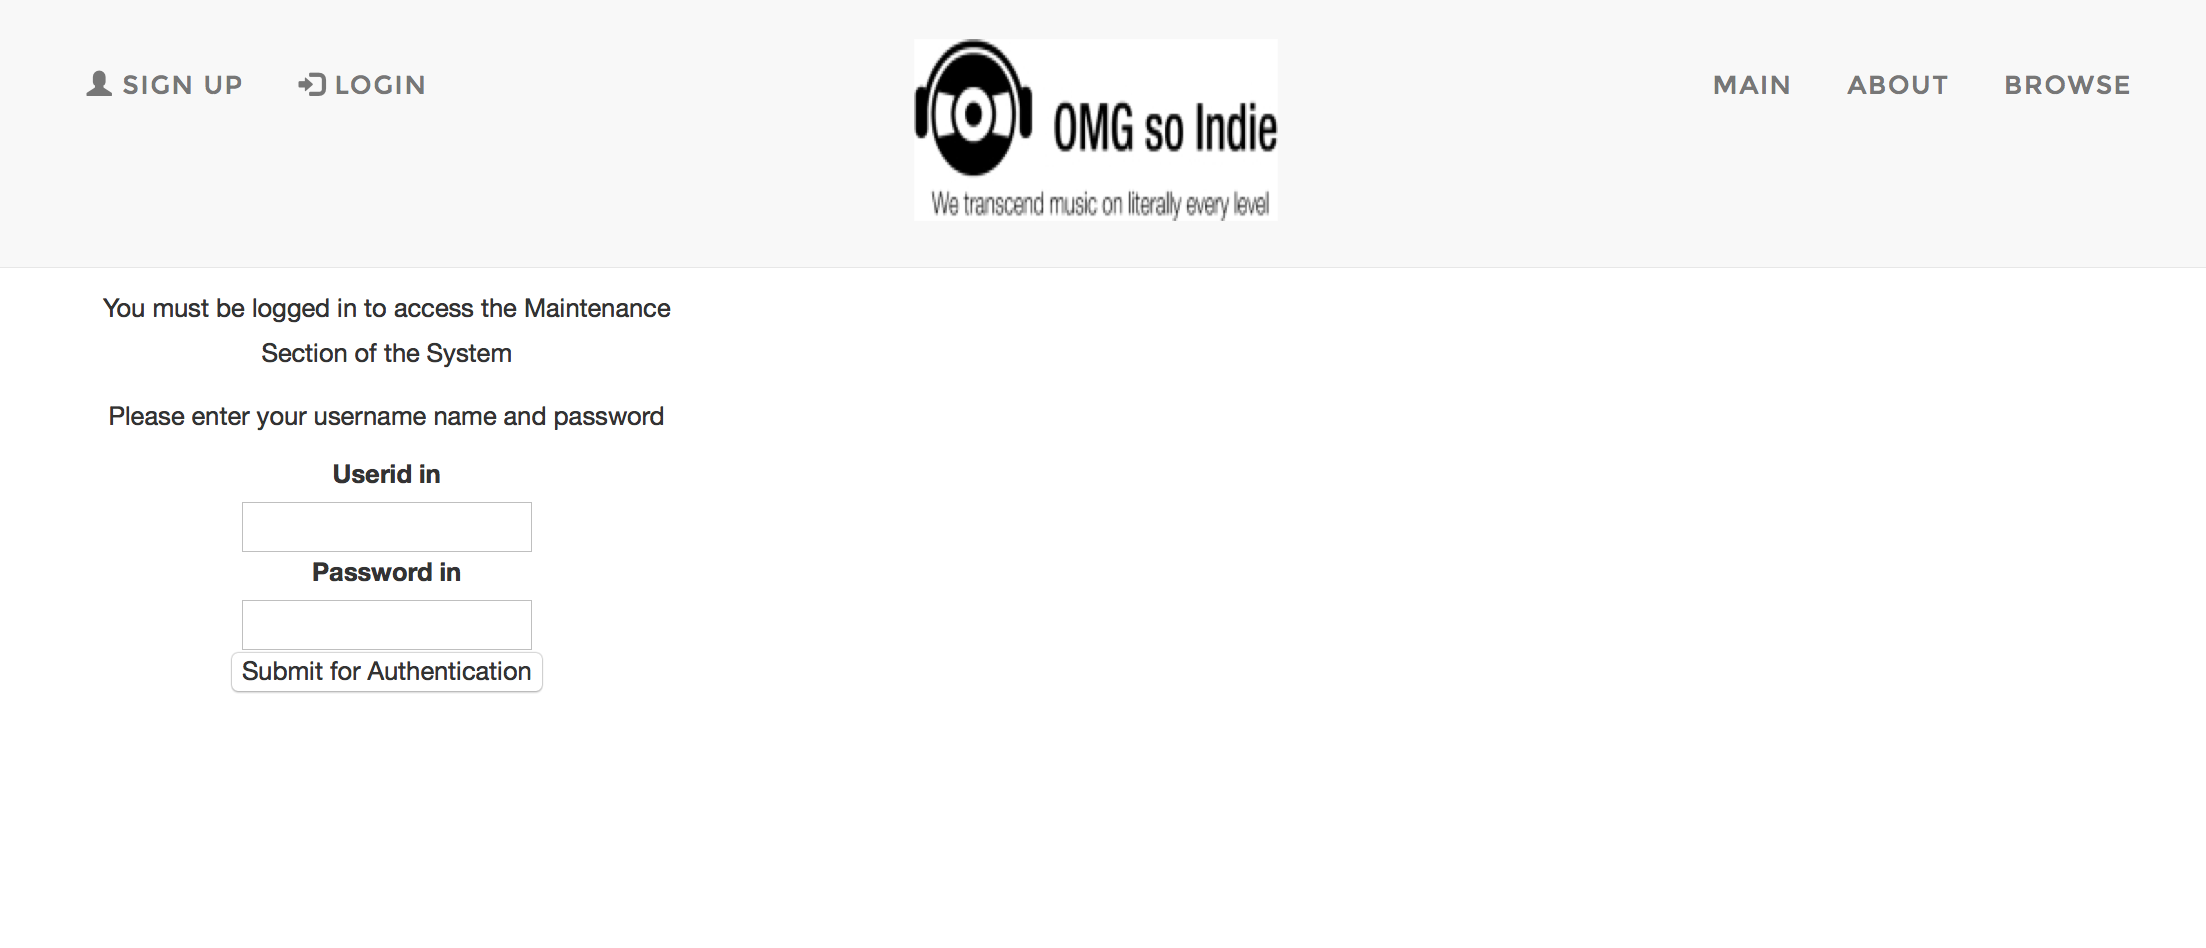 SIGN UP
LOGIN
OMG so Indie
We transcend music on literally every level
MAIN
ABOUT
BROWSE
You must be logged in to access the Maintenance
Section of the System
Please enter your username name and password
Userid in
Password in
Submit for Authentication